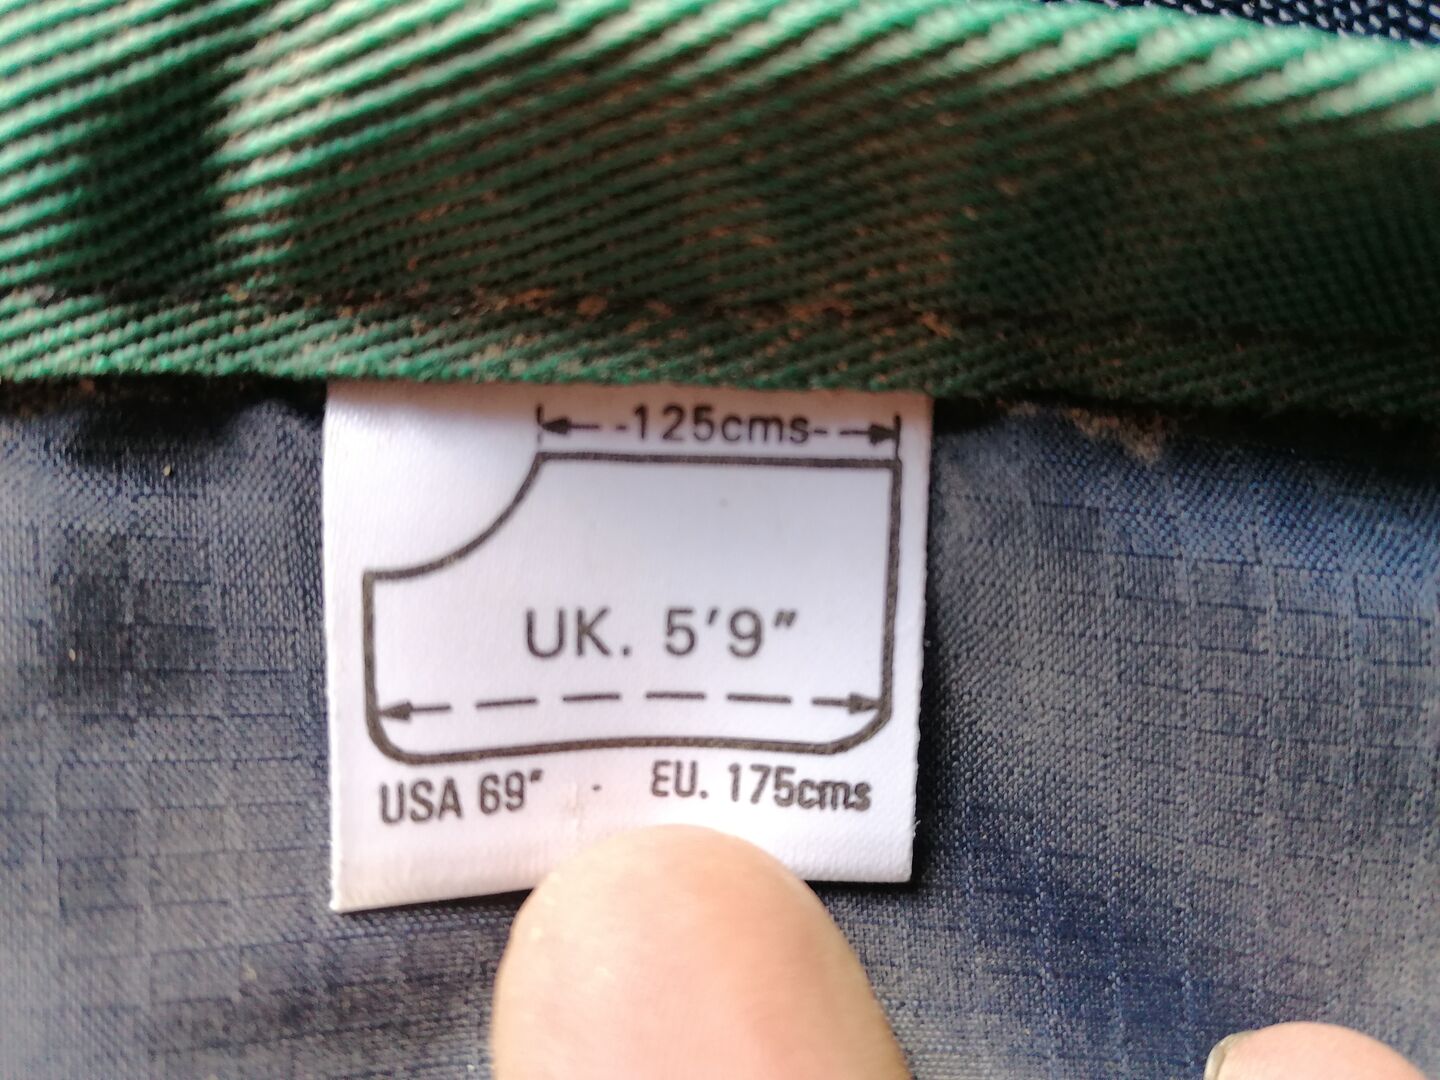 -125cms-
UK. 5'9"
USA 69" · EU. 175cms